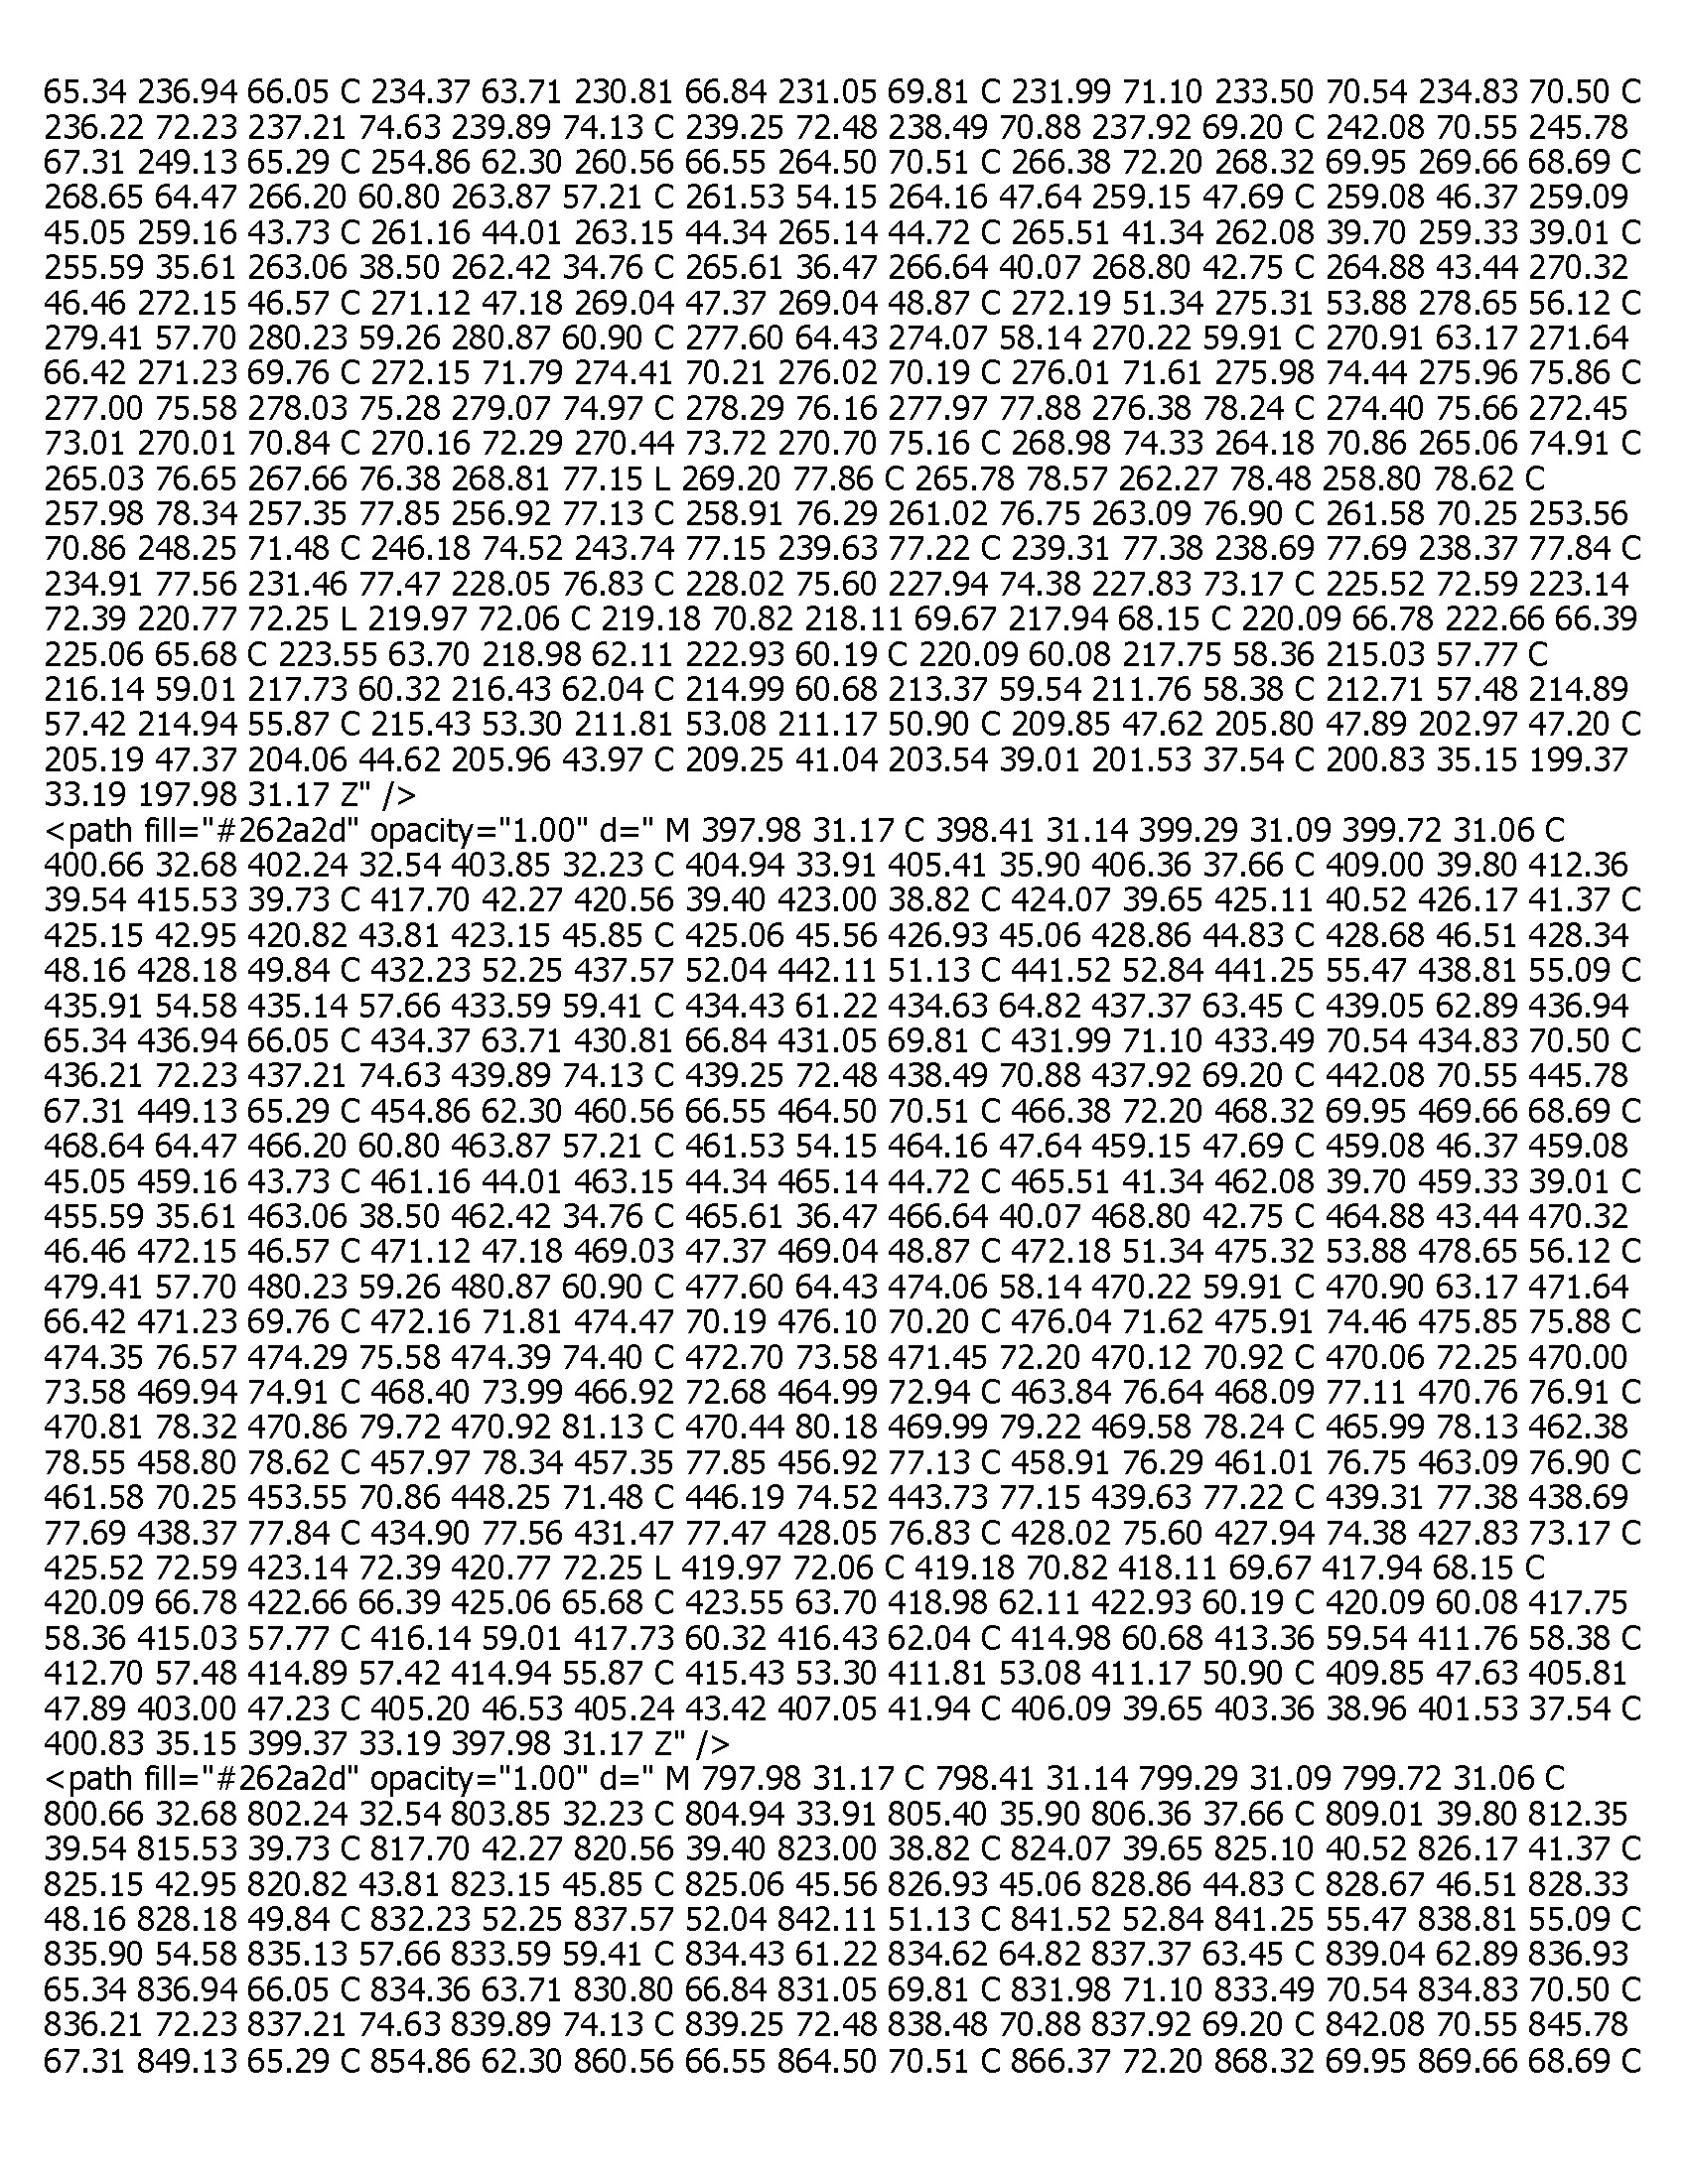 65.34 236.94 66.05 C 234.37 63.71 230.81 66.84 231.05 69.81 C 231.99 71.10 233.50 70.54 234.83 70.50 C
236.22 72.23 237.21 74.63 239.89 74.13 C 239.25 72.48 238.49 70.88 237.92 69.20 C 242.08 70.55 245.78
67.31 249.13 65.29 C 254.86 62.30 260.56 66.55 264.50 70.51 C 266.38 72.20 268.32 69.95 269.66 68.69 C
268.65 64.47 266.20 60.80 263.87 57.21 C 261.53 54.15 264.16 47.64 259.15 47.69 C 259.08 46.37 259.09
45.05 259.16 43.73 C 261.16 44.01 263.15 44.34 265.14 44.72 C 265.51 41.34 262.08 39.70 259.33 39.01 C
255.59 35.61 263.06 38.50 262.42 34.76 C 265.61 36.47 266.64 40.07 268.80 42.75 C 264.88 43.44 270.32
46.46 272.15 46.57 C 271.12 47.18 269.04 47.37 269.04 48.87 C 272.19 51.34 275.31 53.88 278.65 56.12 C
279.41 57.70 280.23 59.26 280.87 60.90 C 277.60 64.43 274.07 58.14 270.22 59.91 C 270.91 63.17 271.64
66.42 271.23 69.76 C 272.15 71.79 274.41 70.21 276.02 70.19 C 276.01 71.61 275.98 74.44 275.96 75.86 C
277.00 75.58 278.03 75.28 279.07 74.97 C 278.29 76.16 277.97 77.88 276.38 78.24 C 274.40 75.66 272.45
73.01 270.01 70.84 C 270.16 72.29 270.44 73.72 270.70 75.16 C 268.98 74.33 264.18 70.86 265.06 74.91 C
265.03 76.65 267.66 76.38 268.81 77.15 L 269.20 77.86 C 265.78 78.57 262.27 78.48 258.80 78.62 C
257.98 78.34 257.35 77.85 256.92 77.13 C 258.91 76.29 261.02 76.75 263.09 76.90 C 261.58 70.25 253.56
70.86 248.25 71.48 C 246.18 74.52 243.74 77.15 239.63 77.22 C 239.31 77.38 238.69 77.69 238.37 77.84 C
234.91 77.56 231.46 77.47 228.05 76.83 C 228.02 75.60 227.94 74.38 227.83 73.17 C 225.52 72.59 223.14
72.39 220.77 72.25 L 219.97 72.06 C 219.18 70.82 218.11 69.67 217.94 68.15 C 220.09 66.78 222.66 66.39
225.06 65.68 C 223.55 63.70 218.98 62.11 222.93 60.19 C 220.09 60.08 217.75 58.36 215.03 57.77 C
216.14 59.01 217.73 60.32 216.43 62.04 C 214.99 60.68 213.37 59.54 211.76 58.38 C 212.71 57.48 214.89
57.42 214.94 55.87 C 215.43 53.30 211.81 53.08 211.17 50.90 C 209.85 47.62 205.80 47.89 202.97 47.20 C
205.19 47.37 204.06 44.62 205.96 43.97 C 209.25 41.04 203.54 39.01 201.53 37.54 C 200.83 35.15 199.37
33.19 197.98 31.17 Z" />
<path fill="#262a2d" opacity="1.00" d=" M 397.98 31.17 C 398.41 31.14 399.29 31.09 399.72 31.06 C
400.66 32.68 402.24 32.54 403.85 32.23 C 404.94 33.91 405.41 35.90 406.36 37.66 C 409.00 39.80 412.36
39.54 415.53 39.73 C 417.70 42.27 420.56 39.40 423.00 38.82 C 424.07 39.65 425.11 40.52 426.17 41.37 C
425.15 42.95 420.82 43.81 423.15 45.85 C 425.06 45.56 426.93 45.06 428.86 44.83 C 428.68 46.51 428.34
48.16 428.18 49.84 C 432.23 52.25 437.57 52.04 442.11 51.13 C 441.52 52.84 441.25 55.47 438.81 55.09 C
435.91 54.58 435.14 57.66 433.59 59.41 C 434.43 61.22 434.63 64.82 437.37 63.45 C 439.05 62.89 436.94
65.34 436.94 66.05 C 434.37 63.71 430.81 66.84 431.05 69.81 C 431.99 71.10 433.49 70.54 434.83 70.50 C
436.21 72.23 437.21 74.63 439.89 74.13 C 439.25 72.48 438.49 70.88 437.92 69.20 C 442.08 70.55 445.78
67.31 449.13 65.29 C 454.86 62.30 460.56 66.55 464.50 70.51 C 466.38 72.20 468.32 69.95 469.66 68.69 C
468.64 64.47 466.20 60.80 463.87 57.21 C 461.53 54.15 464.16 47.64 459.15 47.69 C 459.08 46.37 459.08
45.05 459.16 43.73 C 461.16 44.01 463.15 44.34 465.14 44.72 C 465.51 41.34 462.08 39.70 459.33 39.01 C
455.59 35.61 463.06 38.50 462.42 34.76 C 465.61 36.47 466.64 40.07 468.80 42.75 C 464.88 43.44 470.32
46.46 472.15 46.57 C 471.12 47.18 469.03 47.37 469.04 48.87 C 472.18 51.34 475.32 53.88 478.65 56.12 C
479.41 57.70 480.23 59.26 480.87 60.90 C 477.60 64.43 474.06 58.14 470.22 59.91 C 470.90 63.17 471.64
66.42 471.23 69.76 C 472.16 71.81 474.47 70.19 476.10 70.20 C 476.04 71.62 475.91 74.46 475.85 75.88 C
474.35 76.57 474.29 75.58 474.39 74.40 C 472.70 73.58 471.45 72.20 470.12 70.92 C 470.06 72.25 470.00
73.58 469.94 74.91 C 468.40 73.99 466.92 72.68 464.99 72.94 C 463.84 76.64 468.09 77.11 470.76 76.91 C
470.81 78.32 470.86 79.72 470.92 81.13 C 470.44 80.18 469.99 79.22 469.58 78.24 C 465.99 78.13 462.38
78.55 458.80 78.62 C 457.97 78.34 457.35 77.85 456.92 77.13 C 458.91 76.29 461.01 76.75 463.09 76.90 C
461.58 70.25 453.55 70.86 448.25 71.48 C 446.19 74.52 443.73 77.15 439.63 77.22 C 439.31 77.38 438.69
77.69 438.37 77.84 C 434.90 77.56 431.47 77.47 428.05 76.83 C 428.02 75.60 427.94 74.38 427.83 73.17 C
425.52 72.59 423.14 72.39 420.77 72.25 L 419.97 72.06 C 419.18 70.82 418.11 69.67 417.94 68.15 C
420.09 66.78 422.66 66.39 425.06 65.68 C 423.55 63.70 418.98 62.11 422.93 60.19 C 420.09 60.08 417.75
58.36 415.03 57.77 C 416.14 59.01 417.73 60.32 416.43 62.04 C 414.98 60.68 413.36 59.54 411.76 58.38 C
412.70 57.48 414.89 57.42 414.94 55.87 C 415.43 53.30 411.81 53.08 411.17 50.90 C 409.85 47.63 405.81
47.89 403.00 47.23 C 405.20 46.53 405.24 43.42 407.05 41.94 C 406.09 39.65 403.36 38.96 401.53 37.54 C
400.83 35.15 399.37 33.19 397.98 31.17 Z" />
<path fill="#262a2d" opacity="1.00" d=" M 797.98 31.17 C 798.41 31.14 799.29 31.09 799.72 31.06 C
800.66 32.68 802.24 32.54 803.85 32.23 C 804.94 33.91 805.40 35.90 806.36 37.66 C 809.01 39.80 812.35
39.54 815.53 39.73 C 817.70 42.27 820.56 39.40 823.00 38.82 C 824.07 39.65 825.10 40.52 826.17 41.37 C
825.15 42.95 820.82 43.81 823.15 45.85 C 825.06 45.56 826.93 45.06 828.86 44.83 C 828.67 46.51 828.33
48.16 828.18 49.84 C 832.23 52.25 837.57 52.04 842.11 51.13 C 841.52 52.84 841.25 55.47 838.81 55.09 C
835.90 54.58 835.13 57.66 833.59 59.41 C 834.43 61.22 834.62 64.82 837.37 63.45 C 839.04 62.89 836.93
65.34 836.94 66.05 C 834.36 63.71 830.80 66.84 831.05 69.81 C 831.98 71.10 833.49 70.54 834.83 70.50 C
836.21 72.23 837.21 74.63 839.89 74.13 C 839.25 72.48 838.48 70.88 837.92 69.20 C 842.08 70.55 845.78
67.31 849.13 65.29 C 854.86 62.30 860.56 66.55 864.50 70.51 C 866.37 72.20 868.32 69.95 869.66 68.69 C